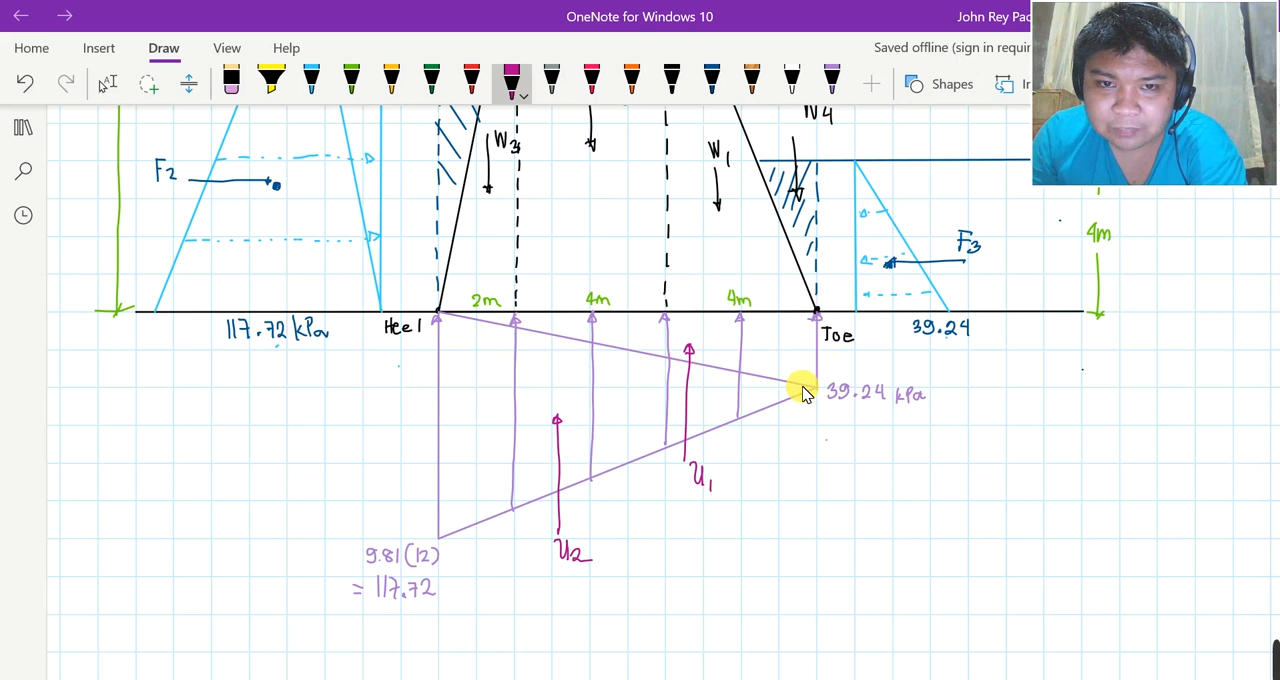 OneNote for Windows 10
John Rey Pac
Home Insert Draw View Help
Saved offline (sign in requir
Shapes
In
W4
W3
W1
F2
F3
4m
2m
4m
4m
117.72 kPa
Heel
Toe
39.24
39.24 kPa
U1
U2
9.81(12)
= 117.72